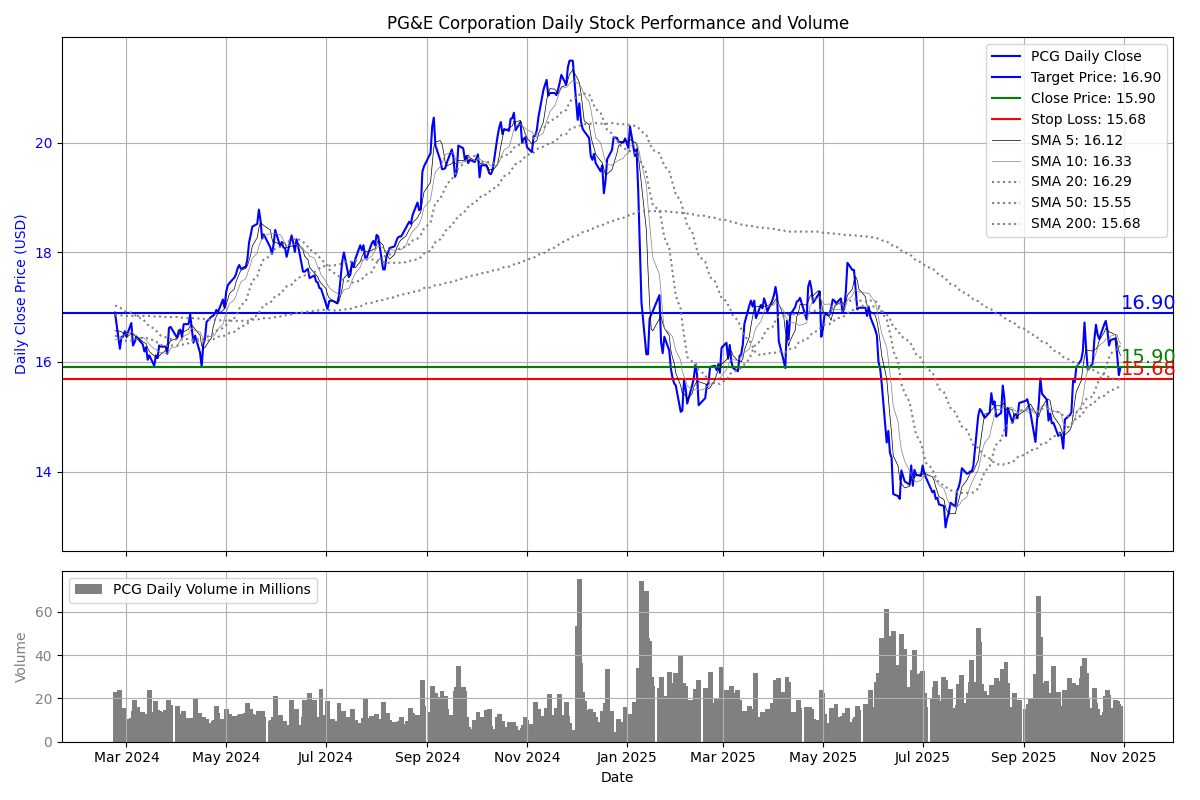 PG&E Corporation Daily Stock Performance and Volume
PCG Daily Close
Target Price: 16.90
Close Price: 15.90
Stop Loss: 15.68
SMA 5: 16.12
SMA 10: 16.33
SMA 20: 16.29
SMA 50: 15.55
SMA 200: 15.68
Daily Close Price (USD)
20
18
16
14
16.90
15.90
15.68
PCG Daily Volume in Millions
Volume
60
40
20
0
Mar 2024 May 2024 Jul 2024 Sep 2024 Nov 2024 Jan 2025 Mar 2025 May 2025 Jul 2025 Sep 2025 Nov 2025
Date